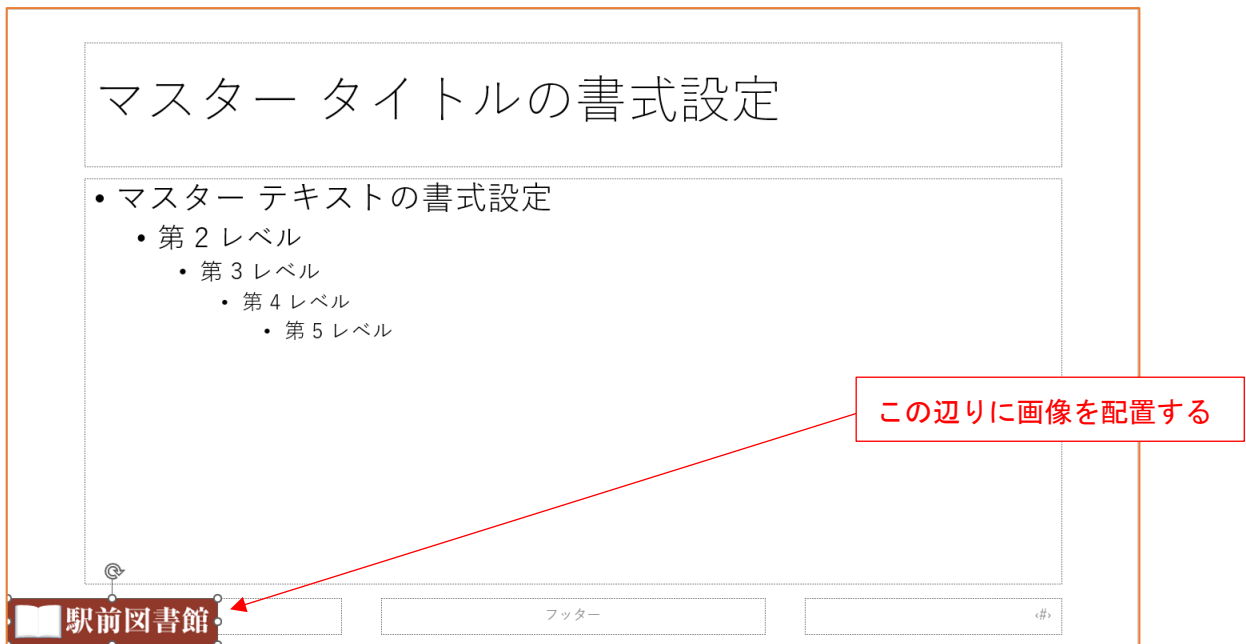 マスター タイトルの書式設定
• マスター テキストの書式設定
• 第 2 レベル
• 第 3 レベル
• 第 4 レベル
• 第 5 レベル
この辺りに画像を配置する
駅前図書館
フッター
‹#›